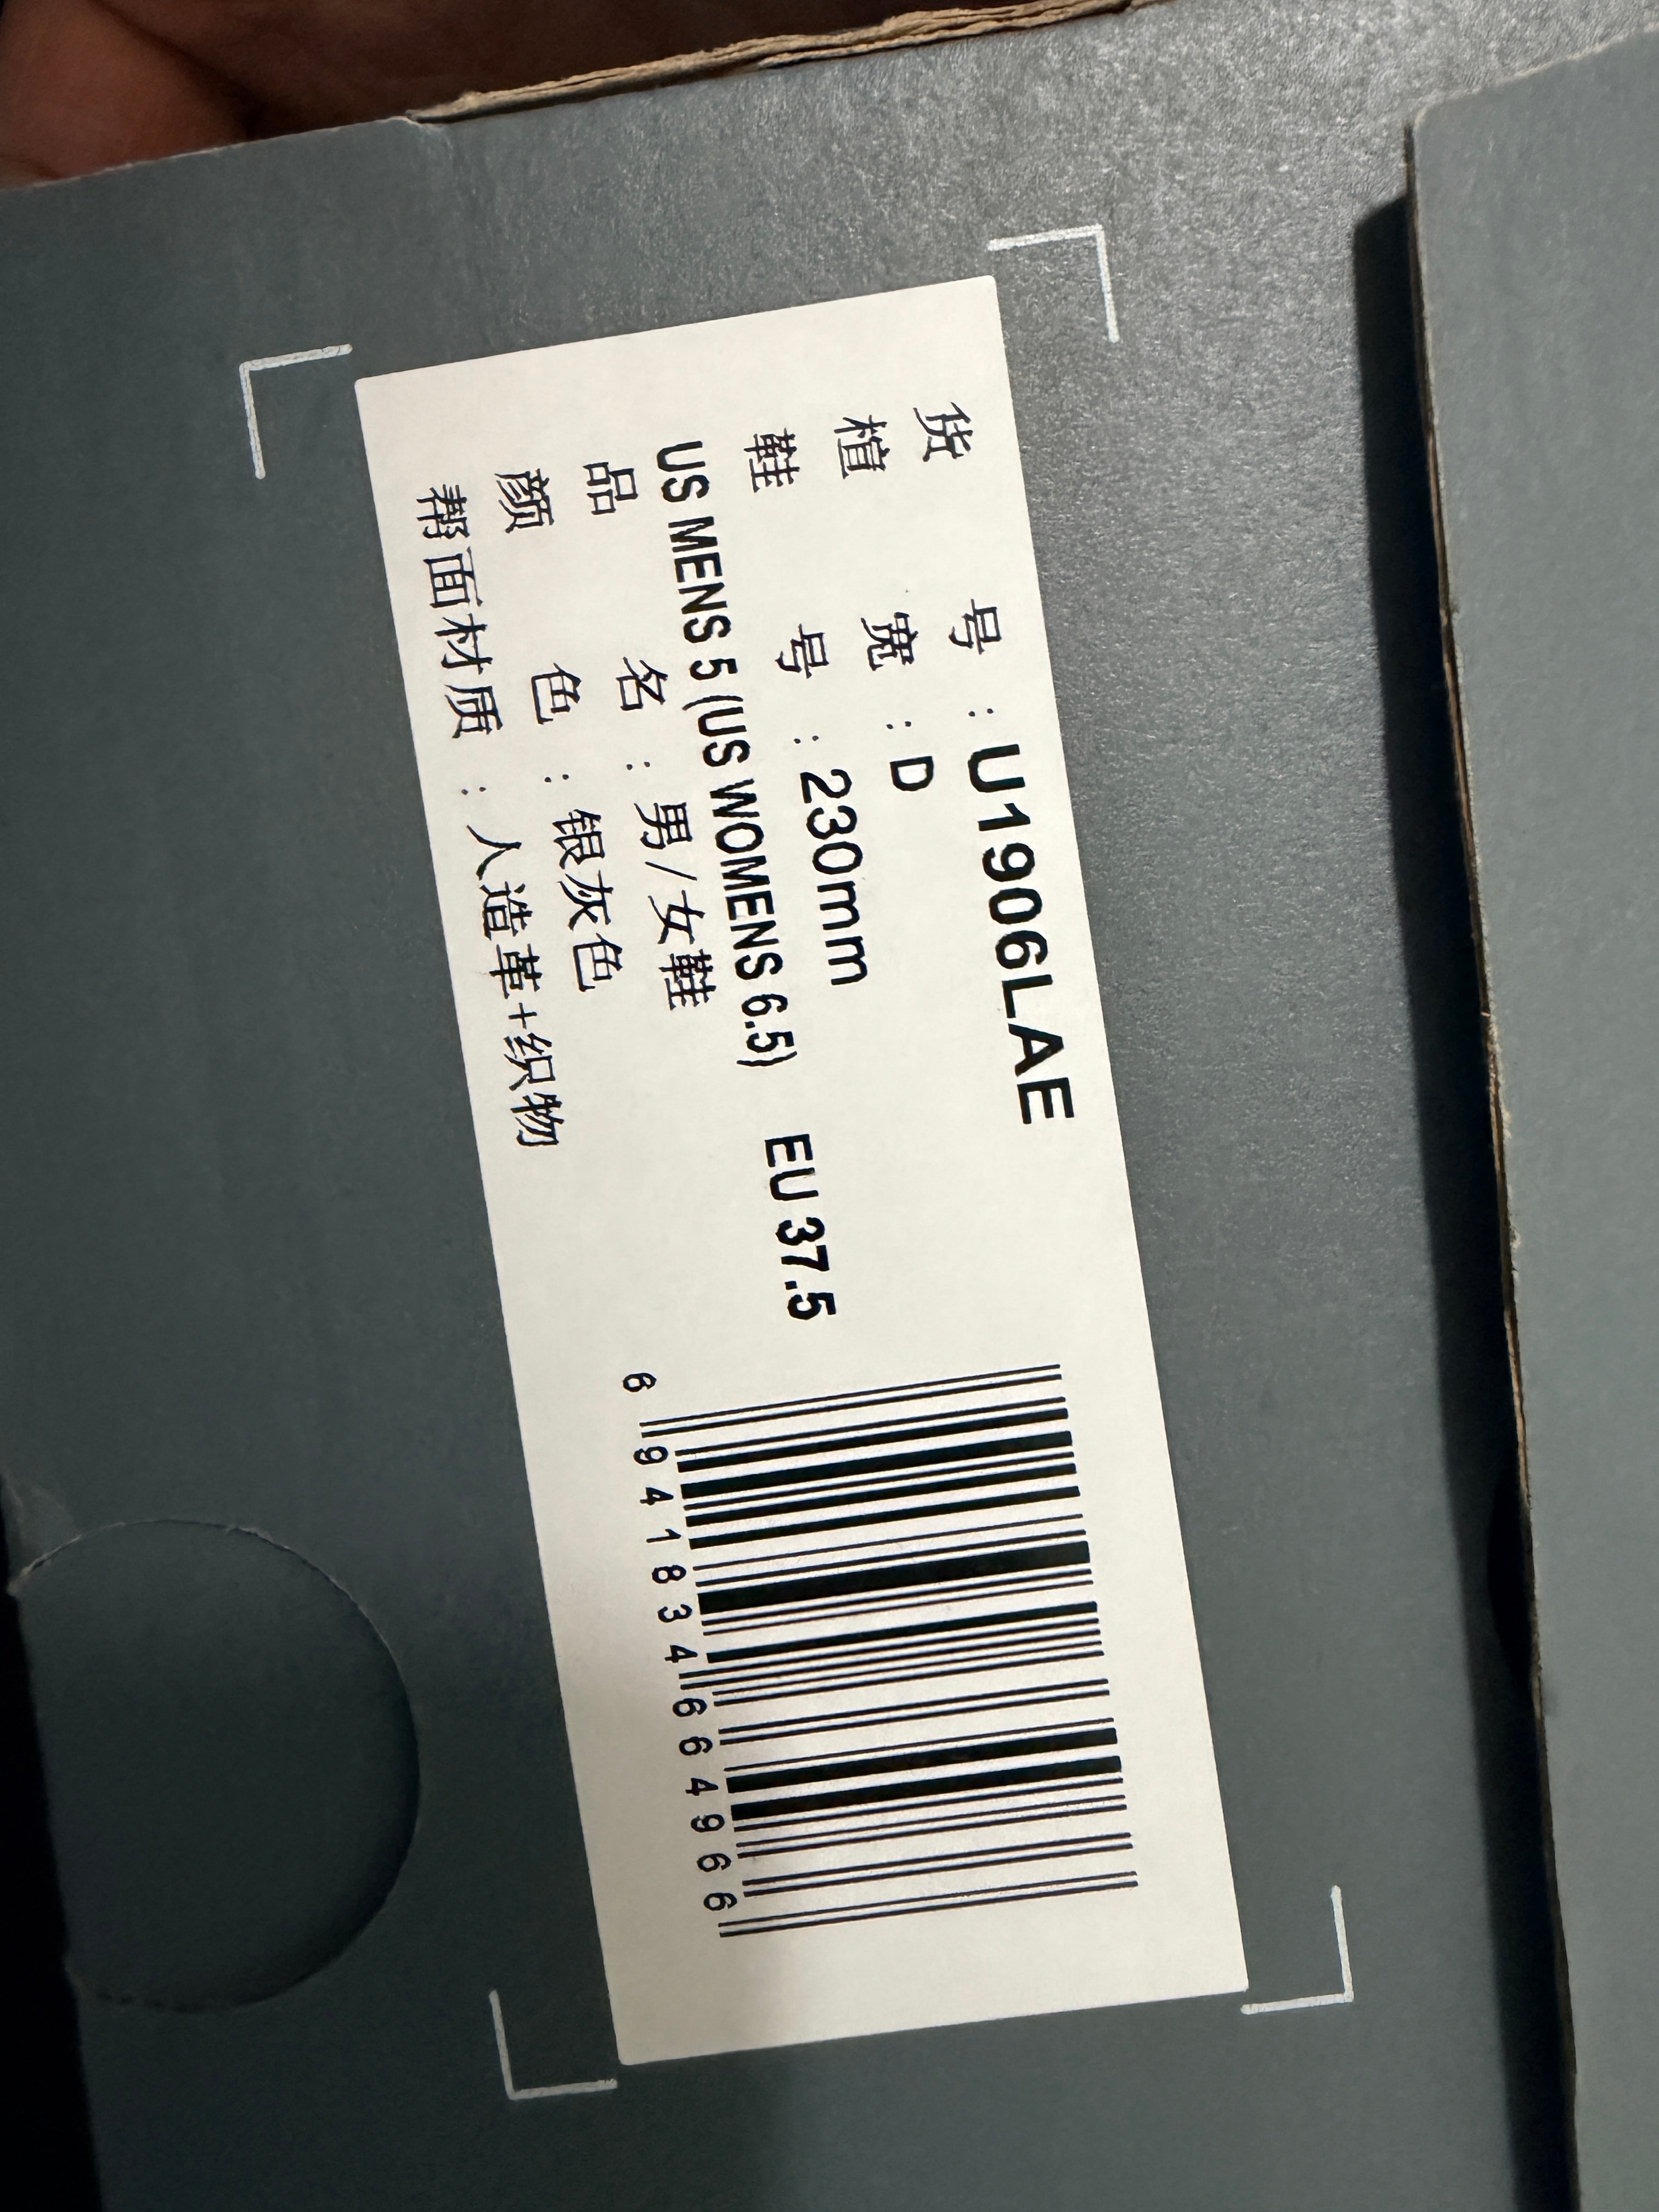 货号：U1906LAE
楦宽：D
鞋号：230mm
US MENS 5 (US WOMENS 6.5) EU 37.5
品名：男/女鞋
颜色：银灰色
帮面材质：人造革+织物
6 941834 664966